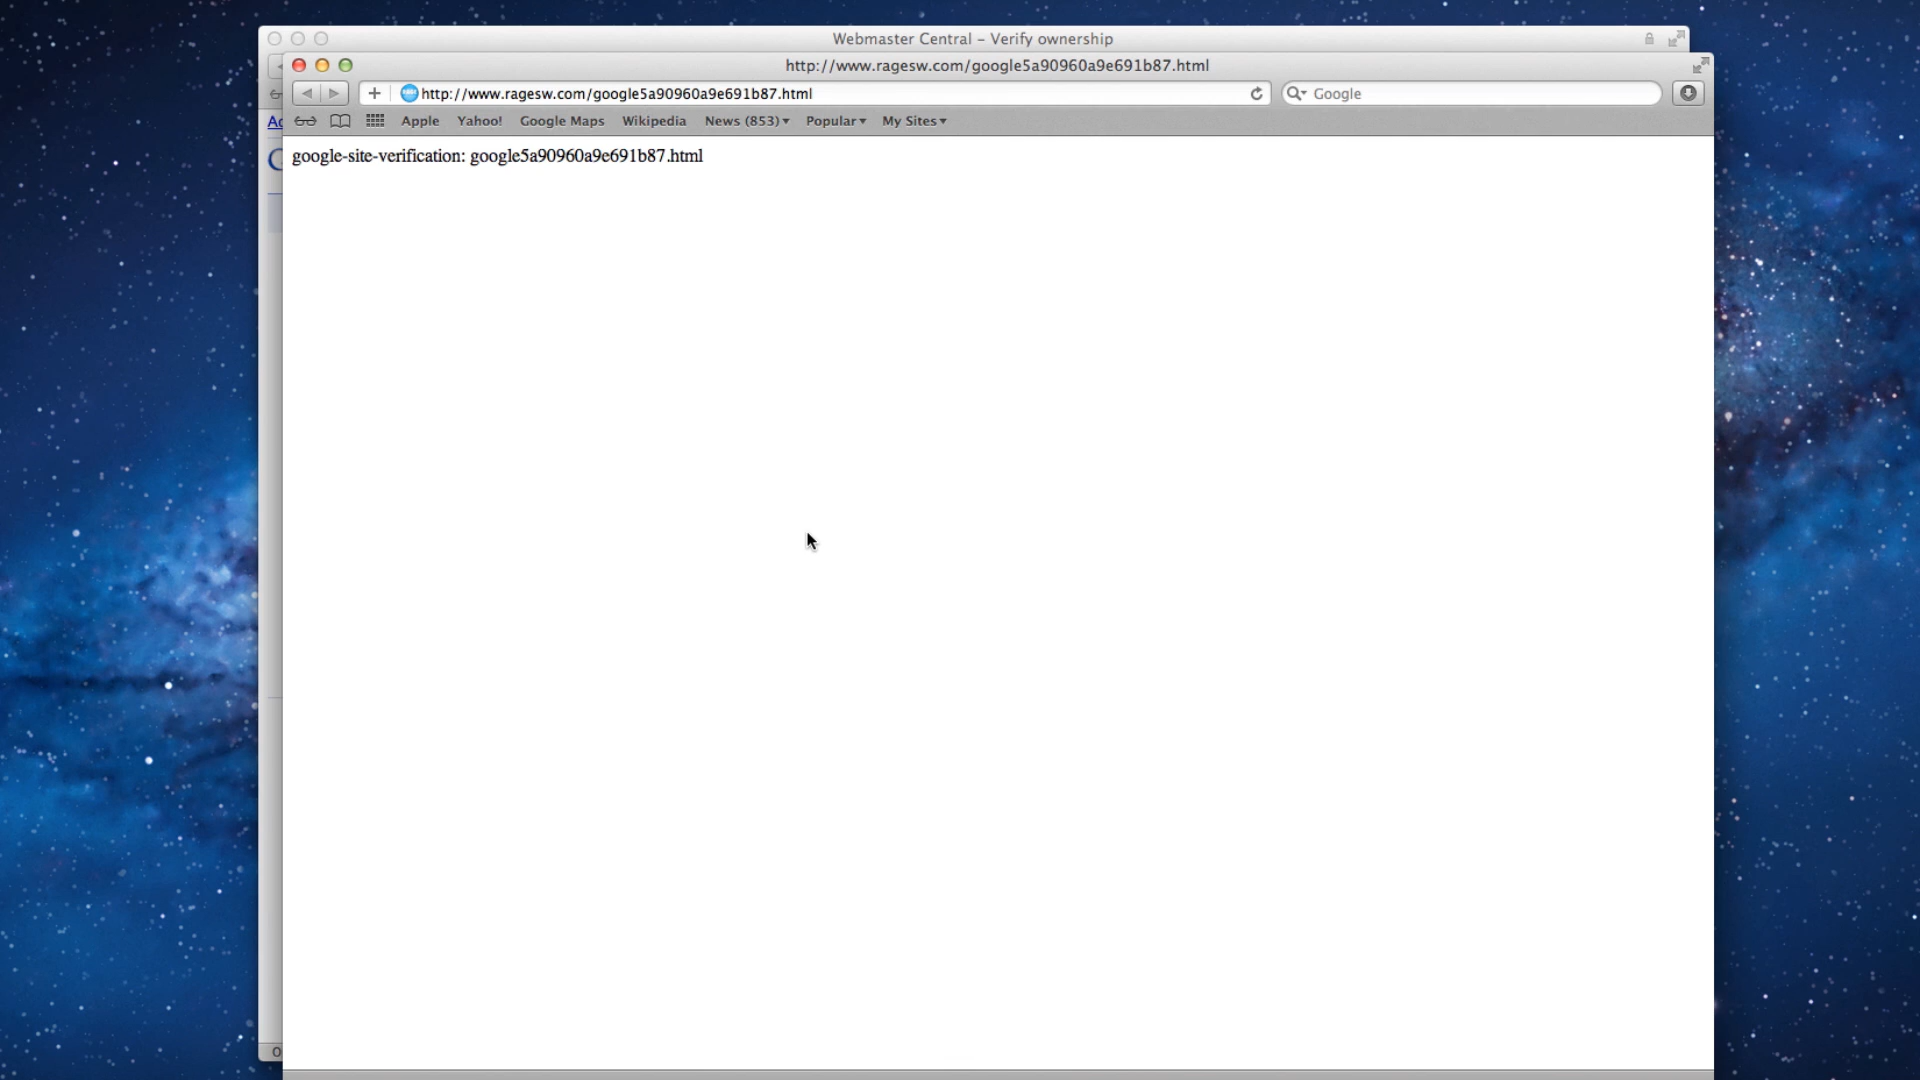 Webmaster Central – Verify ownership
http://www.ragesw.com/google5a90960a9e691b87.html
http://www.ragesw.com/google5a90960a9e691b87.html
Google
Apple Yahoo! Google Maps Wikipedia News (853) Popular My Sites
google-site-verification: google5a90960a9e691b87.html